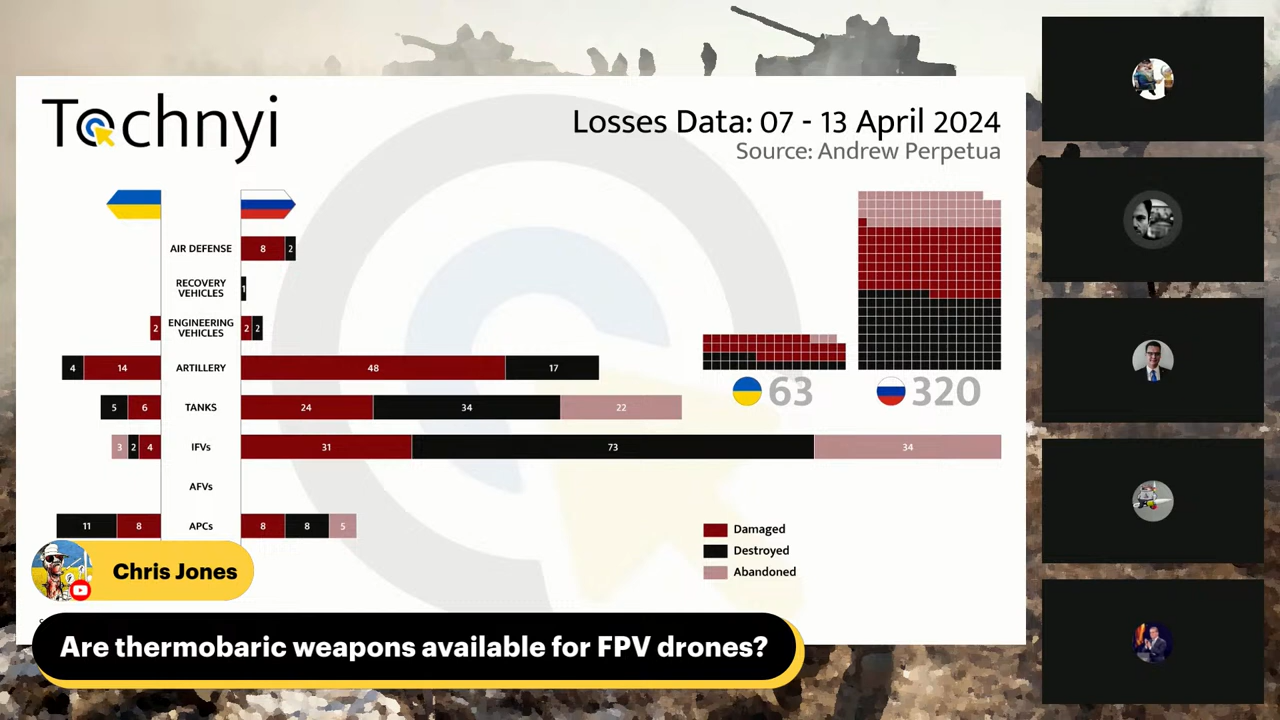 Technyi
Losses Data: 07 - 13 April 2024
Source: Andrew Perpetua
AIR DEFENSE 8 2
RECOVERY
VEHICLES 1
2 ENGINEERING
VEHICLES 2 2
4 14 ARTILLERY 48 17
5 6 TANKS 24 34 22
3 2 4 IFVs 31 73 34
AFVs
11 8 APCs 8 8 5
63 320
Damaged
Destroyed
Abandoned
Chris Jones
Are thermobaric weapons available for FPV drones?